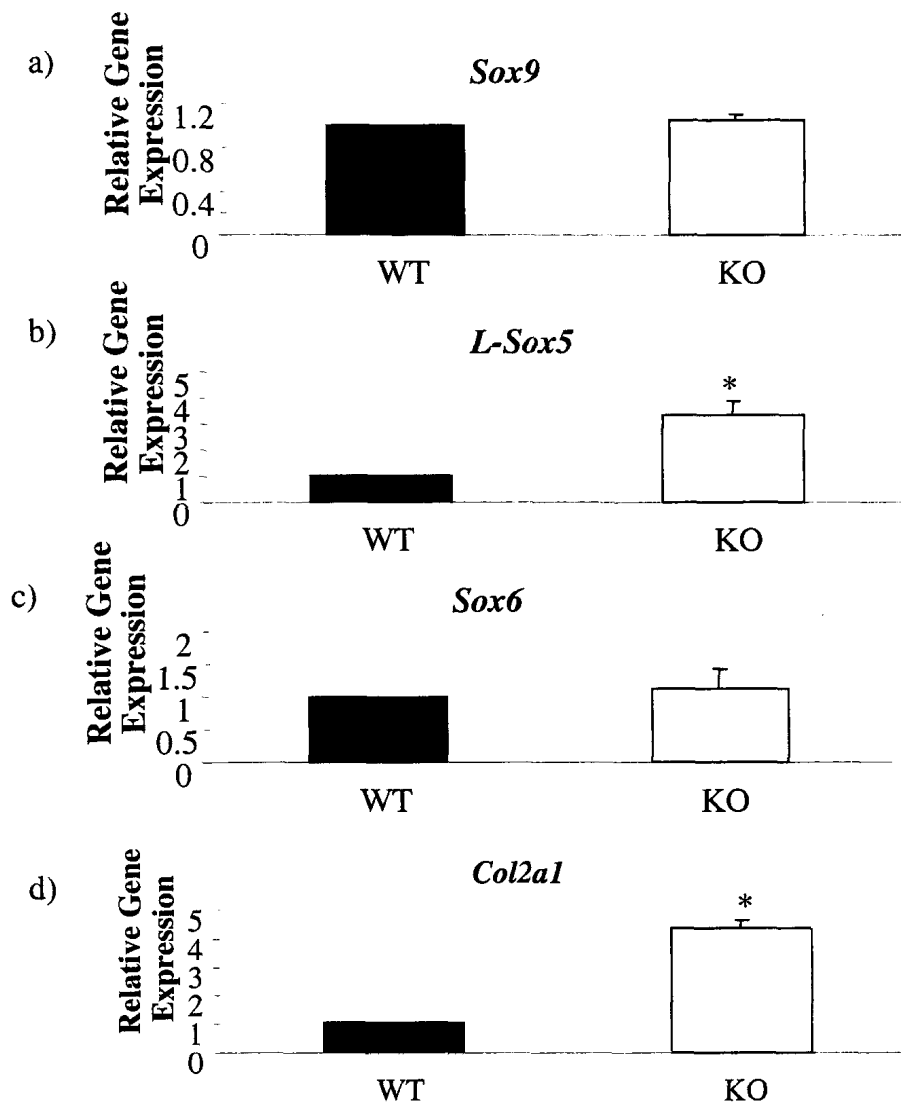 a)
Relative Gene
Expression
Sox9
1.2
0.8
0.4
0
WT
KO
b)
Relative Gene
Expression
L-Sox5
*
5
4
3
2
1
0
WT
KO
c)
Relative Gene
Expression
Sox6
2
1.5
1
0.5
0
WT
KO
d)
Relative Gene
Expression
Col2a1
*
5
4
3
2
1
0
WT
KO